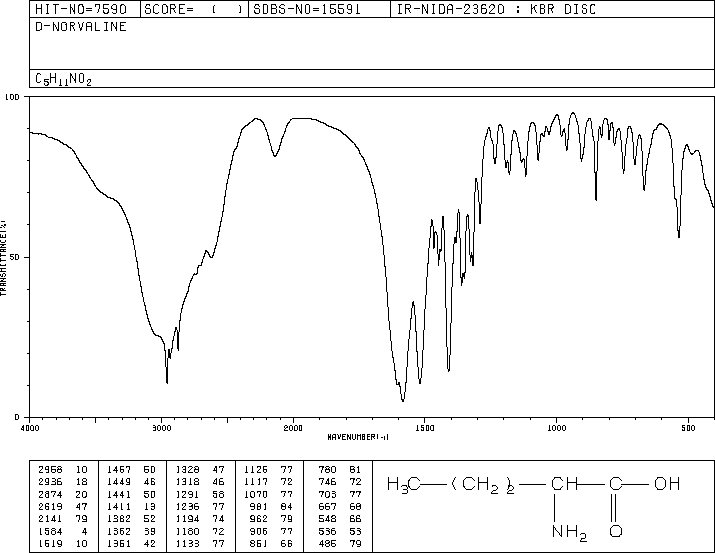 HIT-NO=7590 SCORE= ( ) SDBS-NO=15591 IR-NIDA-23620 : KBR DISC
D-NORVALINE
C5H11NO2
100
50
0
TRANSMITTANCE(%)
4000 3000 2000 1500 1000 500
WAVENUMBER(-1)
2958 10 1467 60 1328 47 1126 77 780 81
2936 18 1449 46 1318 46 1117 72 746 72
2874 20 1441 50 1291 58 1070 77 703 77
2619 47 1411 13 1236 77 981 84 667 68
2141 79 1382 52 1194 74 962 79 548 66
1584 4 1362 39 1180 72 906 77 536 53
1519 10 1351 42 1133 77 851 66 486 79
H3C (CH2)2 CH C OH
NH2 O